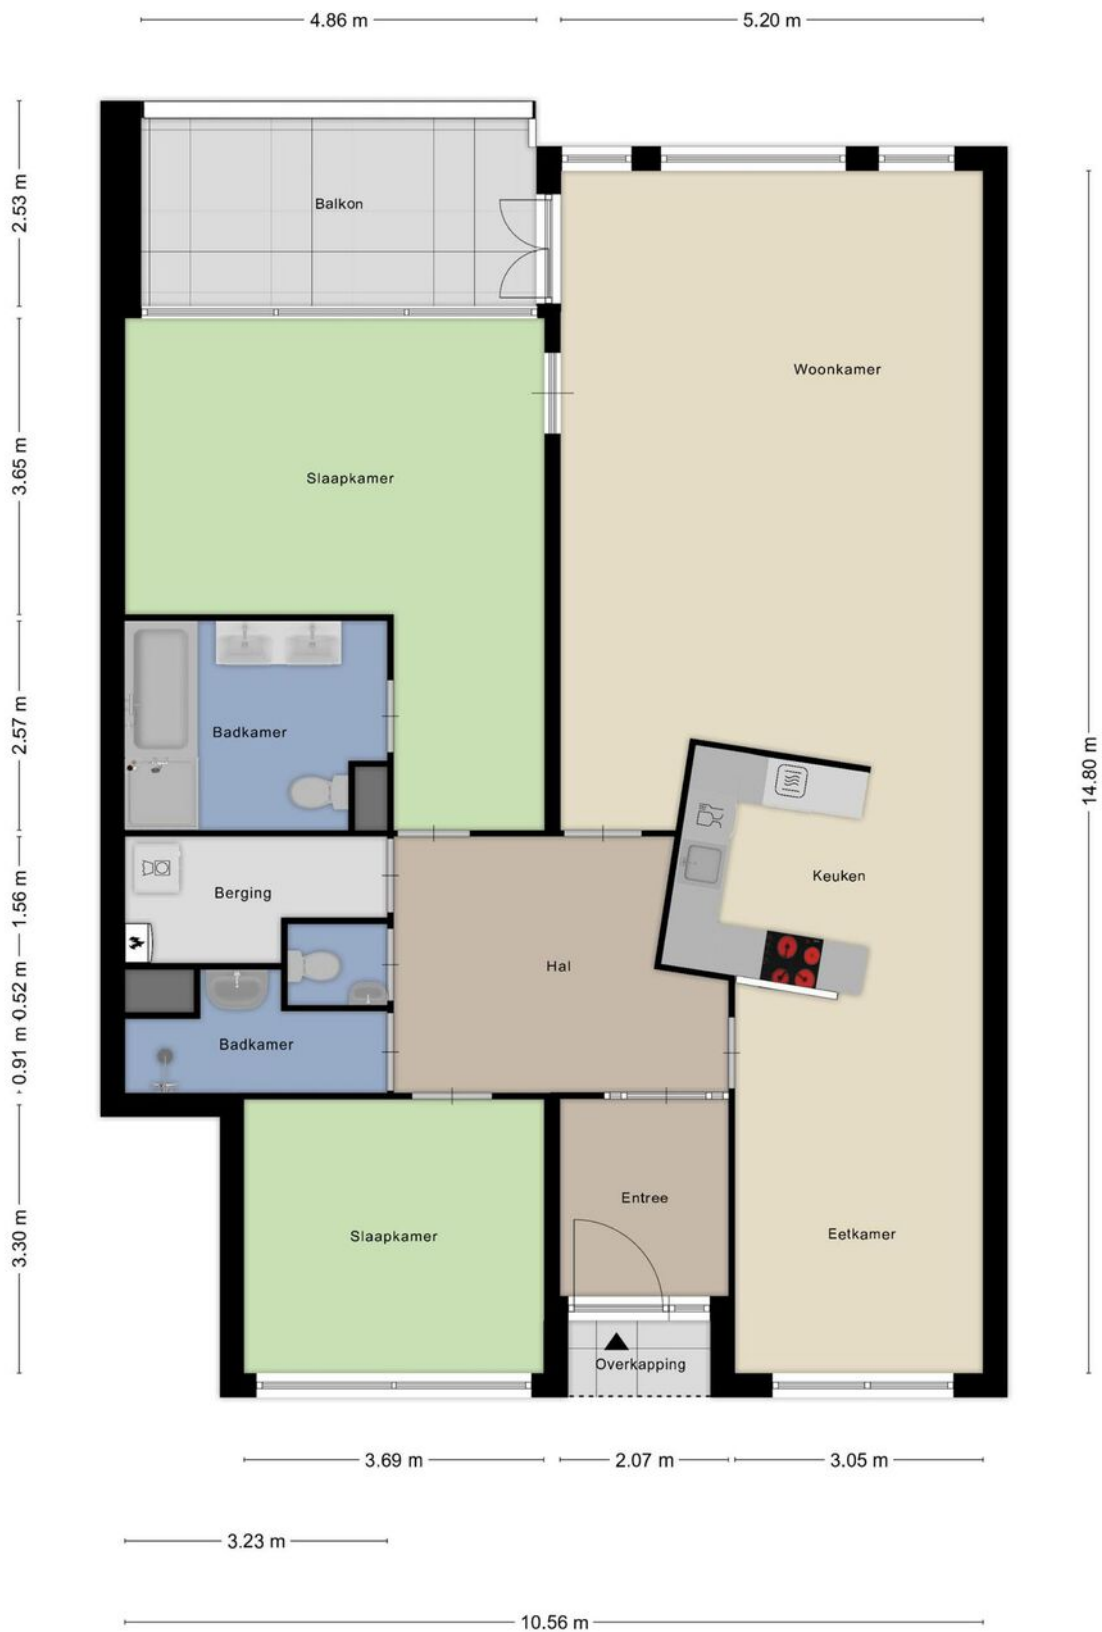 4.86 m
5.20 m
2.53 m
Balkon
Woonkamer
3.65 m
Slaapkamer
2.57 m
Badkamer
14.80 m
Keuken
1.56 m
Berging
Hal
0.52 m
0.91 m
Badkamer
Entree
3.30 m
Slaapkamer
Eetkamer
Overkapping
3.69 m
2.07 m
3.05 m
3.23 m
10.56 m